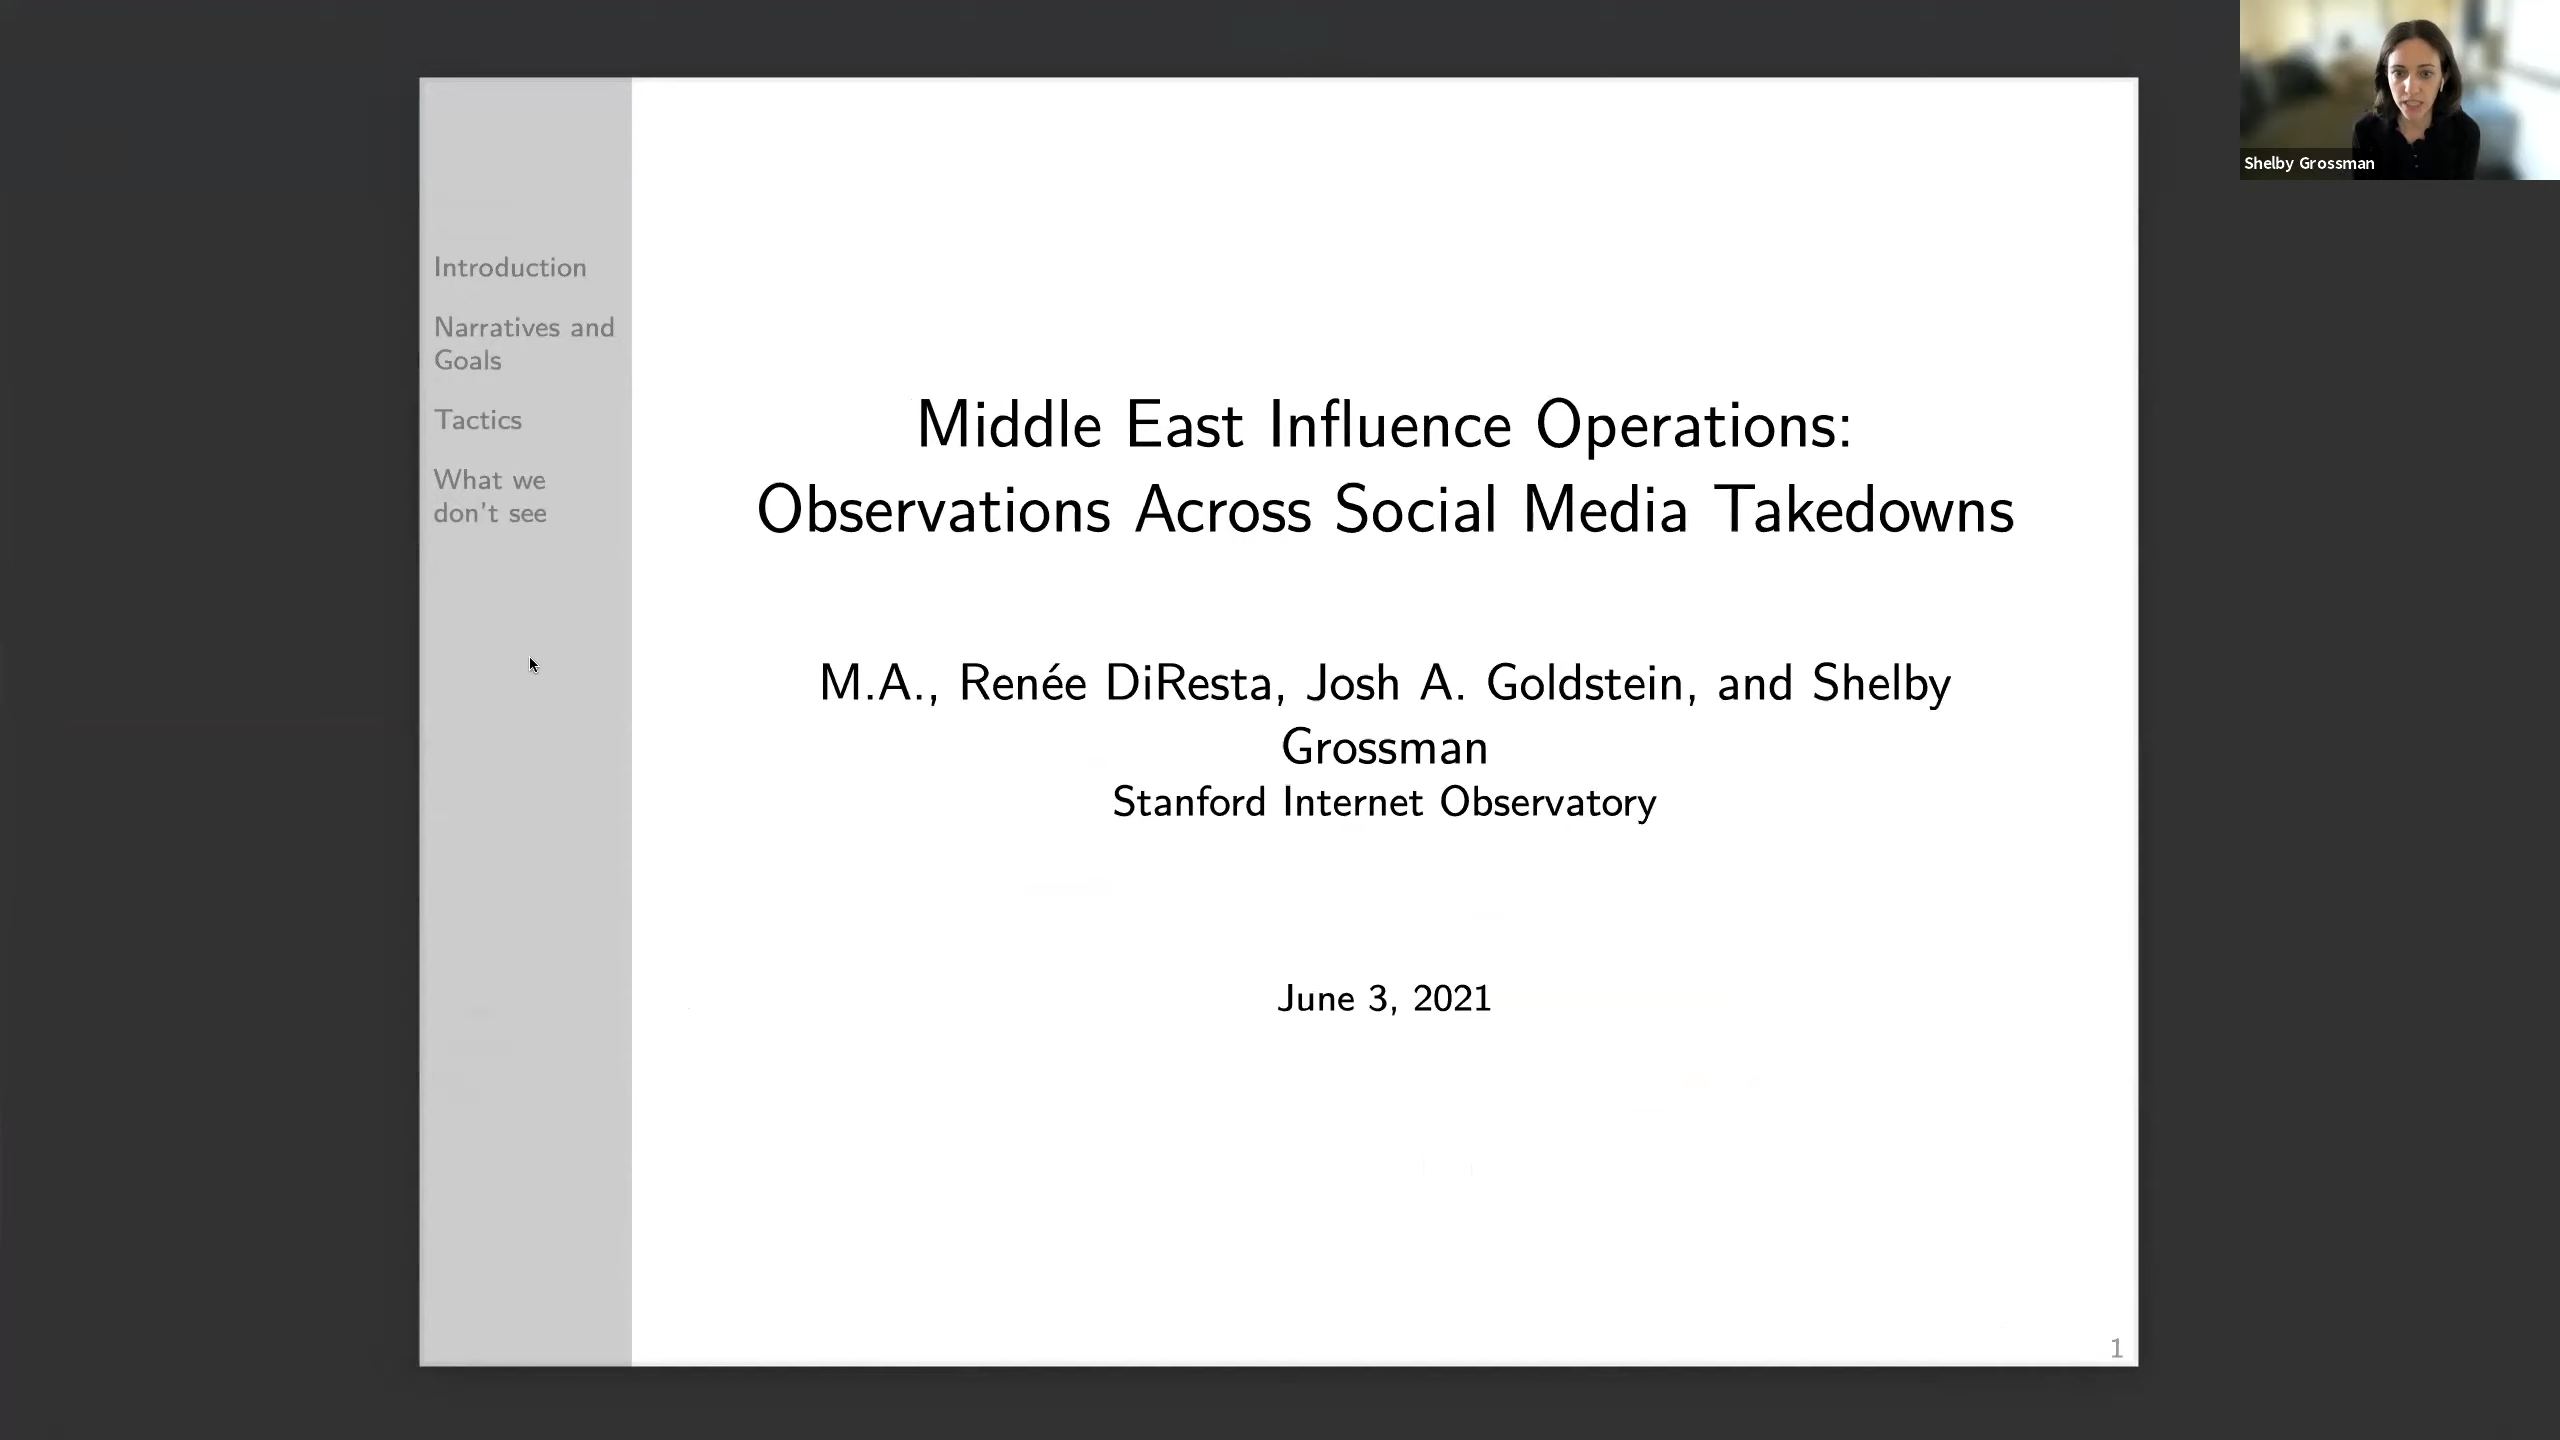 Introduction
Narratives and
Goals
Tactics
What we
don't see
Middle East Influence Operations:
Observations Across Social Media Takedowns
M.A., Renée DiResta, Josh A. Goldstein, and Shelby
Grossman
Stanford Internet Observatory
June 3, 2021
1
Shelby Grossman